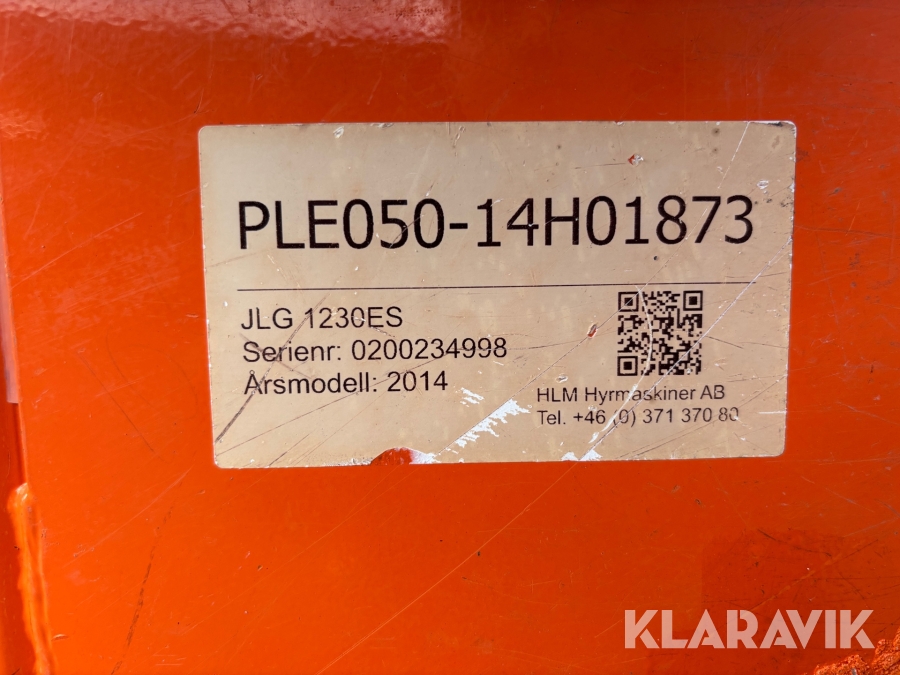 PLE050-14H01873
JLG 1230ES
Serienr: 0200234998
Årsmodell: 2014
HLM Hyrmaskiner AB
Tel. +46 (0) 371 370 80
KLARAVIK